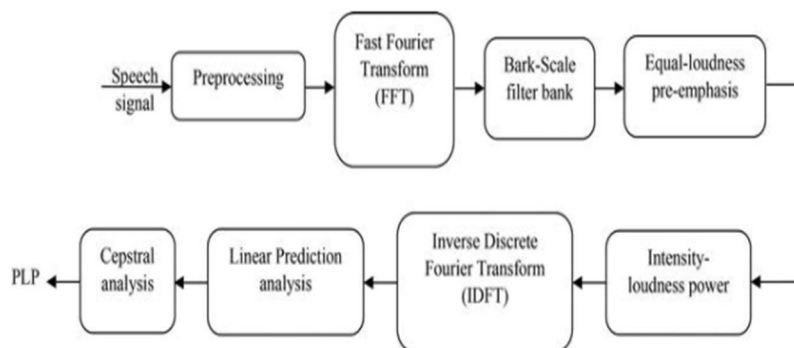 Speech
signal
Preprocessing
Fast Fourier
Transform
(FFT)
Bark-Scale
filter bank
Equal-loudness
pre-emphasis
Intensity-
loudness power
Inverse Discrete
Fourier Transform
(IDFT)
Linear Prediction
analysis
Cepstral
analysis
PLP